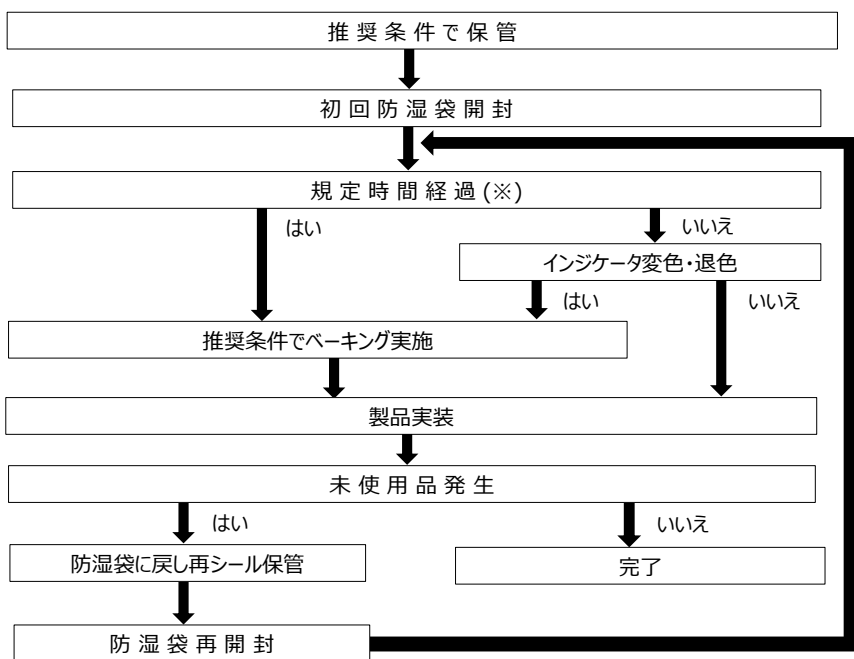 推奨条件で保管
初回防湿袋開封
規定時間経過(※)
はい
いいえ
インジケータ変色・退色
はい
いいえ
推奨条件でベーキング実施
製品実装
未使用品発生
はい
いいえ
防湿袋に戻し再シール保管
完了
防湿袋再開封